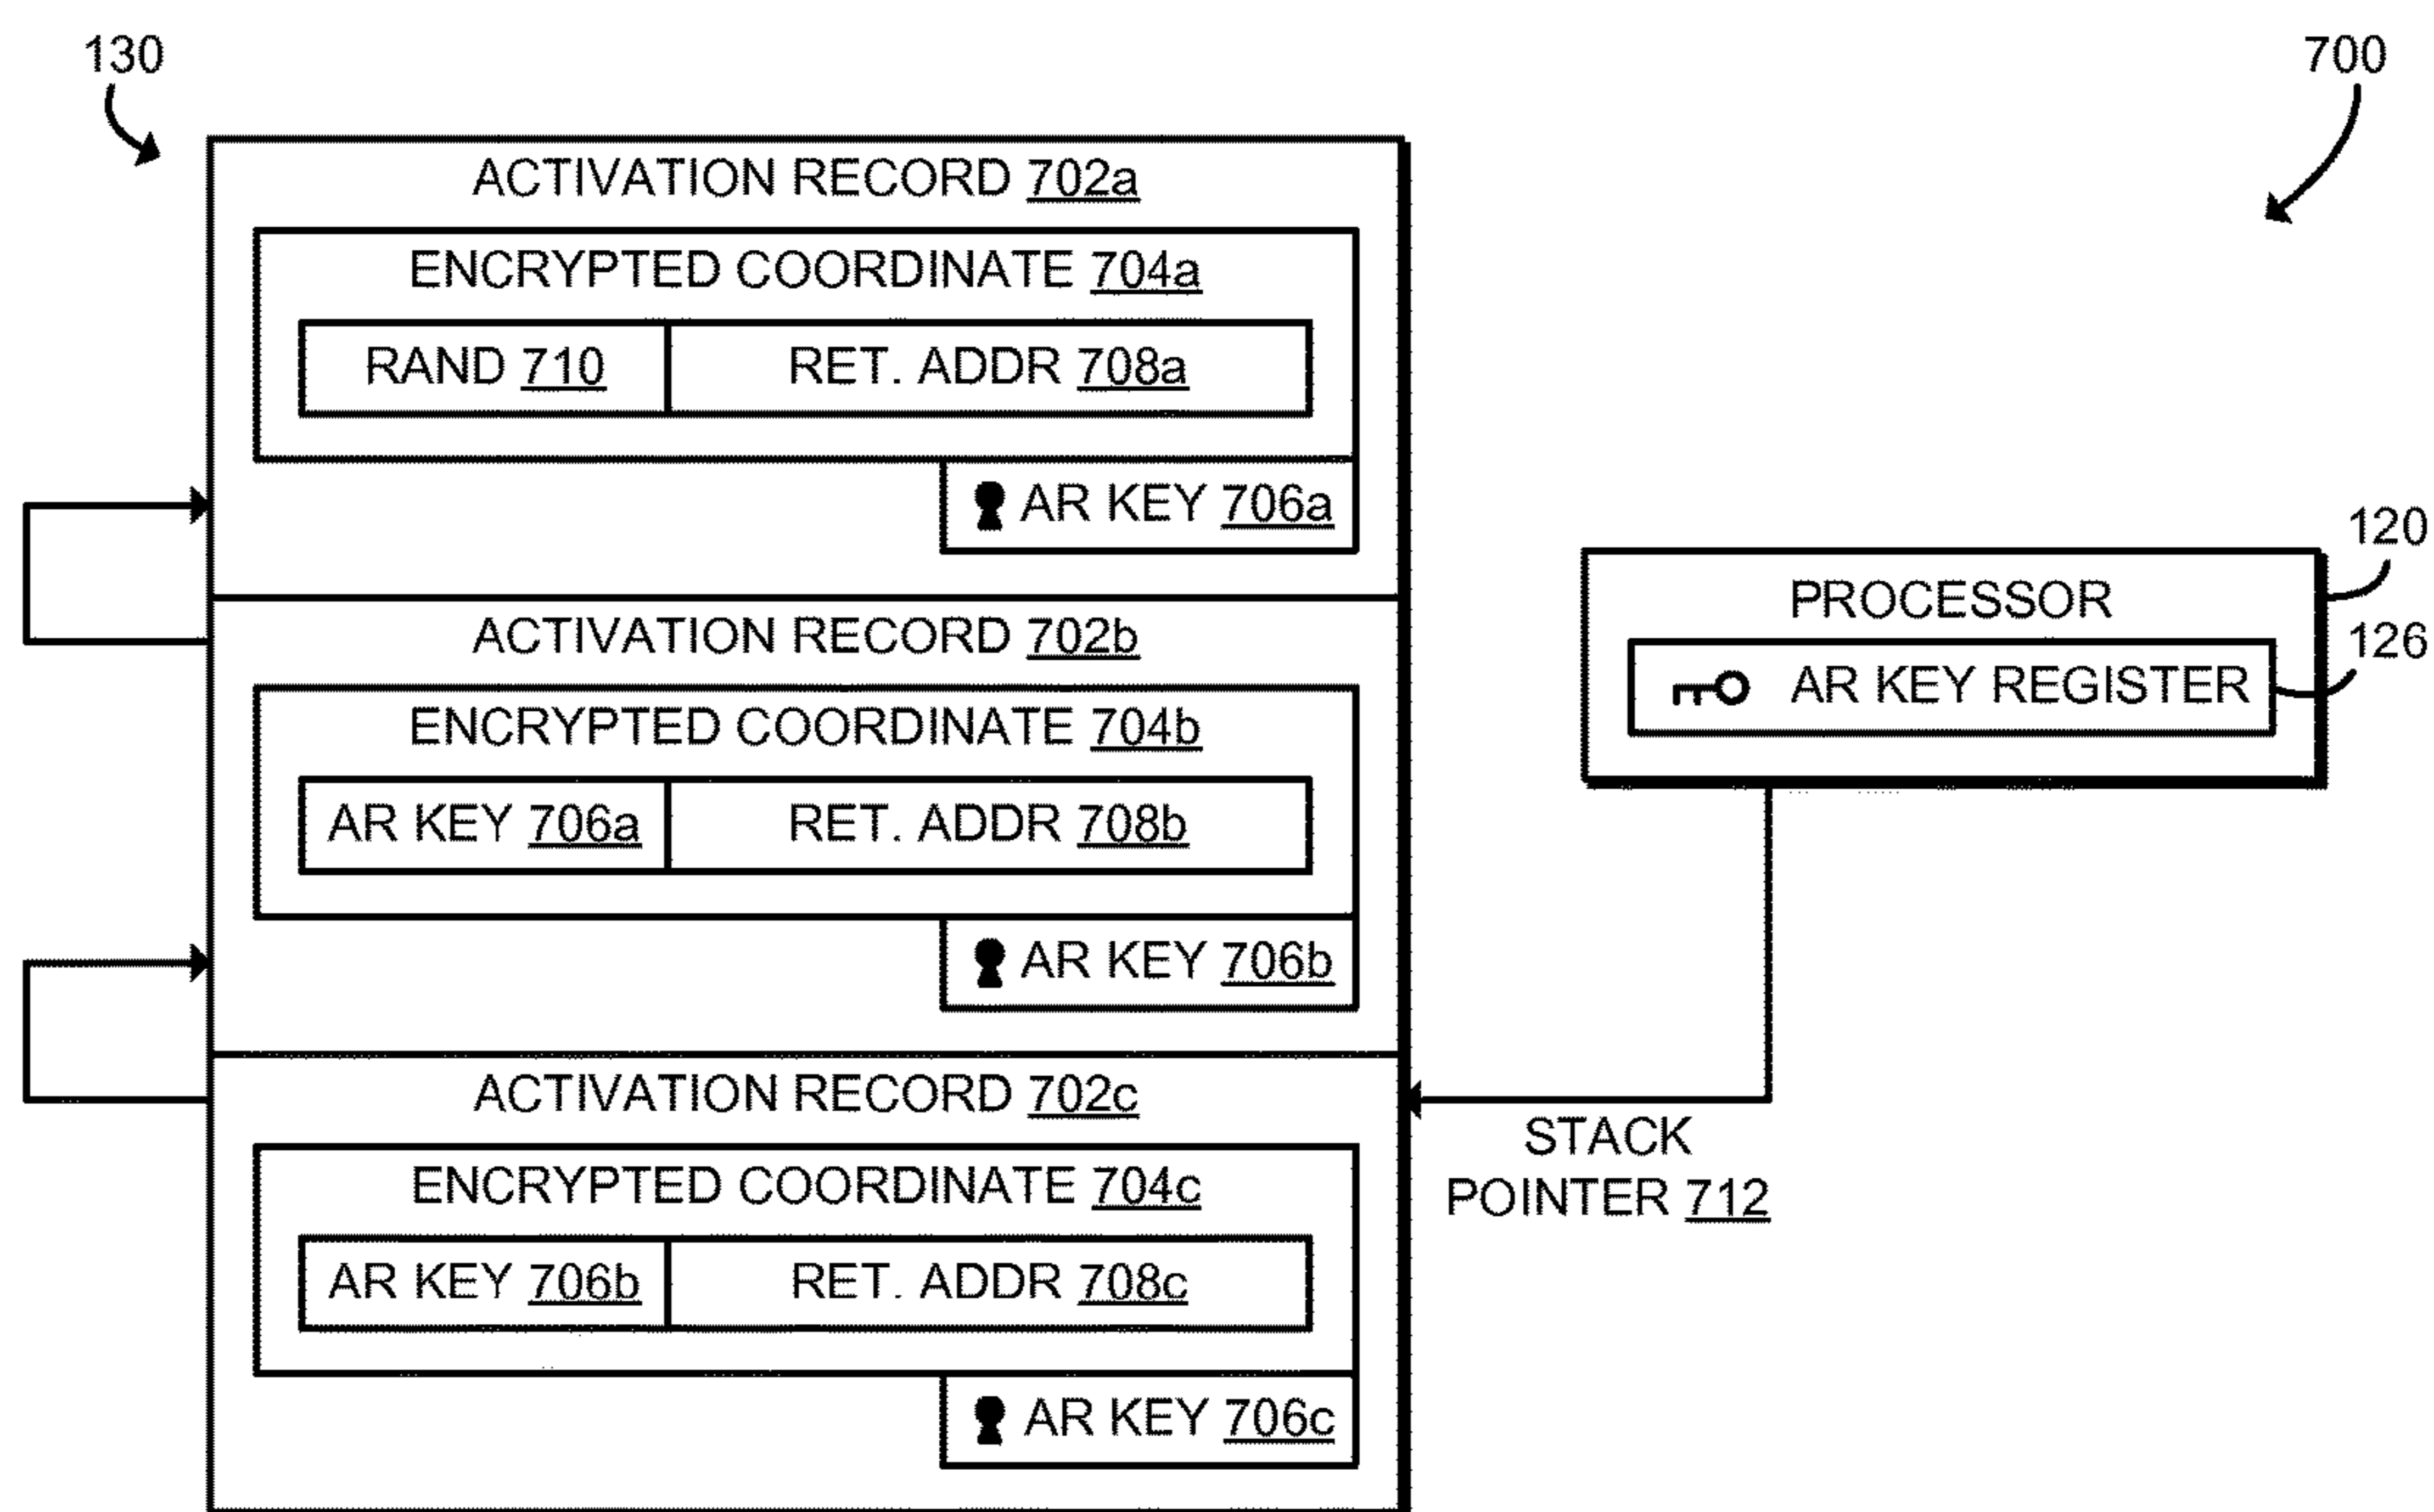 130
700
ACTIVATION RECORD 702a
ENCRYPTED COORDINATE 704a
RAND 710
RET. ADDR 708a
AR KEY 706a
ACTIVATION RECORD 702b
ENCRYPTED COORDINATE 704b
AR KEY 706a
RET. ADDR 708b
AR KEY 706b
ACTIVATION RECORD 702c
ENCRYPTED COORDINATE 704c
AR KEY 706b
RET. ADDR 708c
AR KEY 706c
120
PROCESSOR
126
AR KEY REGISTER
STACK
POINTER 712